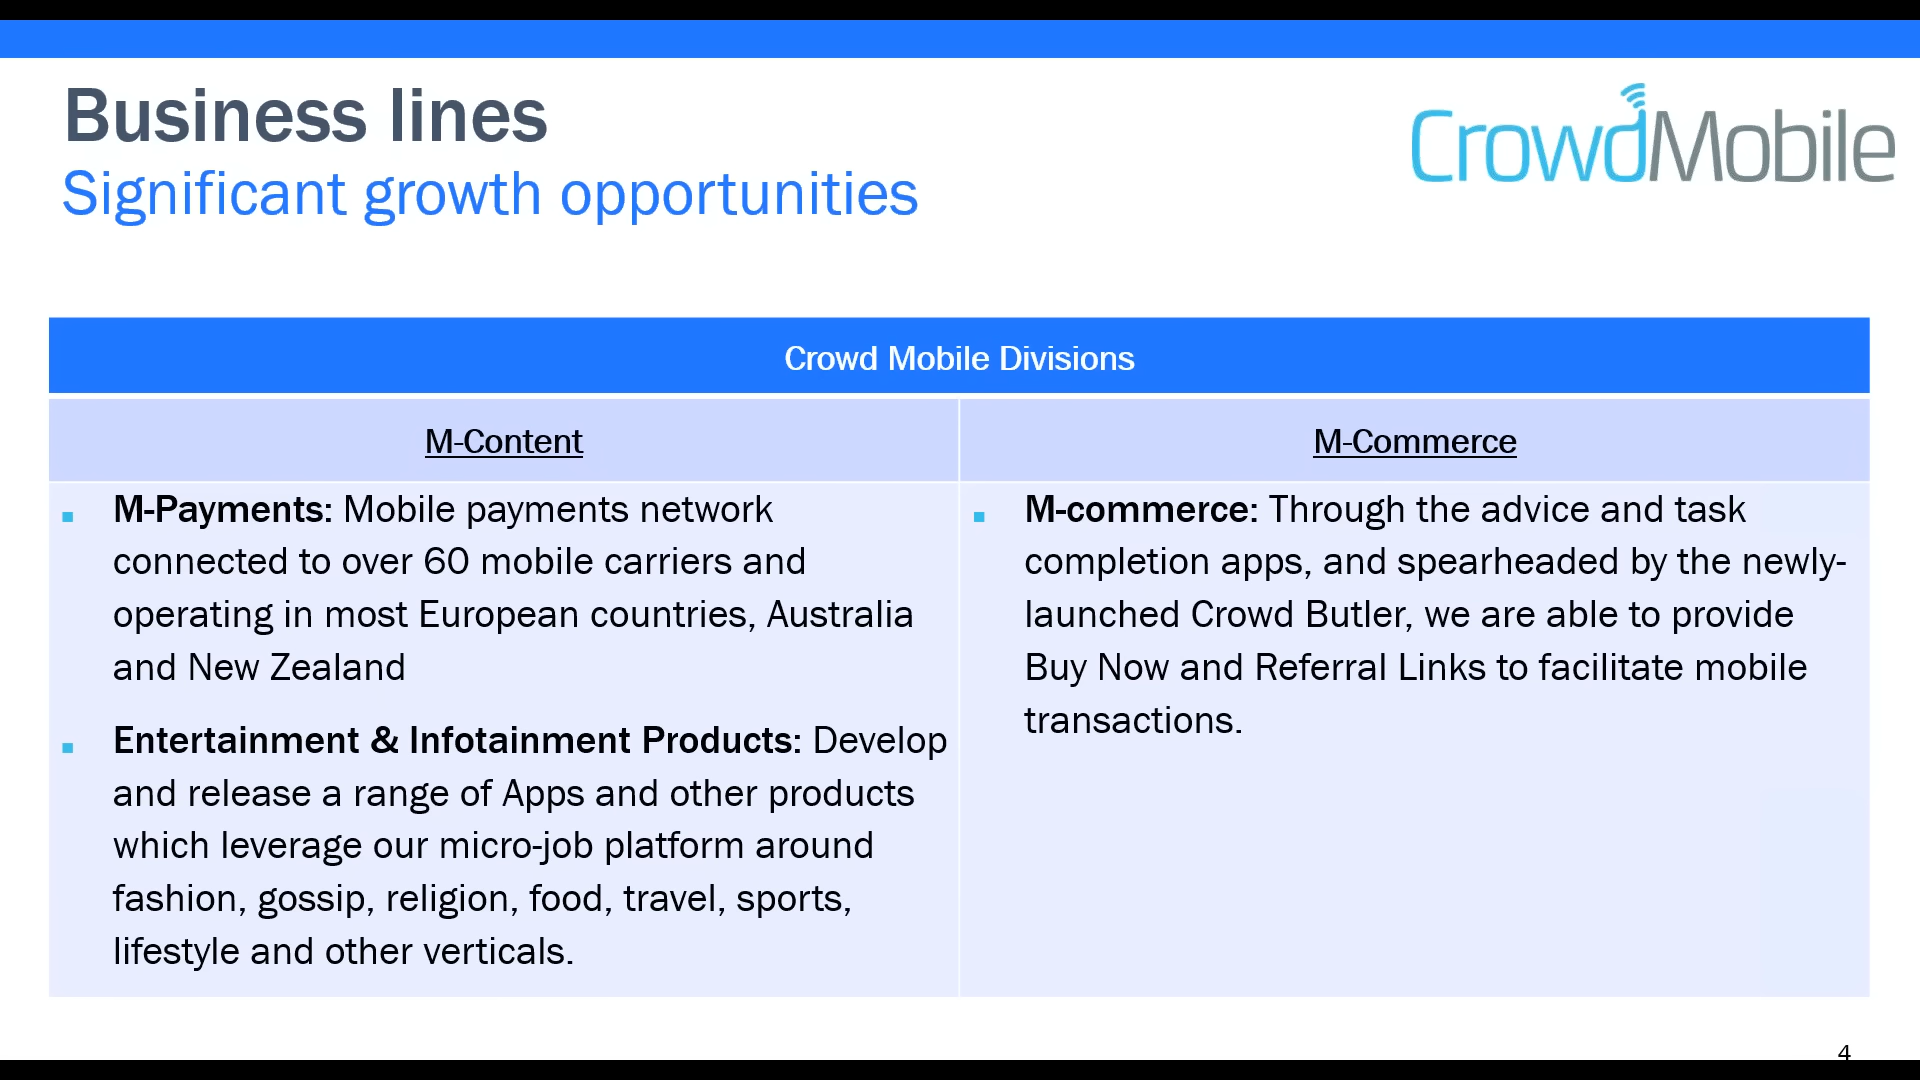 Business lines
Significant growth opportunities
CrowdMobile
Crowd Mobile Divisions
M-Content
M-Commerce
M-Payments: Mobile payments network
connected to over 60 mobile carriers and
operating in most European countries, Australia
and New Zealand
Entertainment & Infotainment Products: Develop
and release a range of Apps and other products
which leverage our micro-job platform around
fashion, gossip, religion, food, travel, sports,
lifestyle and other verticals.
M-commerce: Through the advice and task
completion apps, and spearheaded by the newly-
launched Crowd Butler, we are able to provide
Buy Now and Referral Links to facilitate mobile
transactions.
4